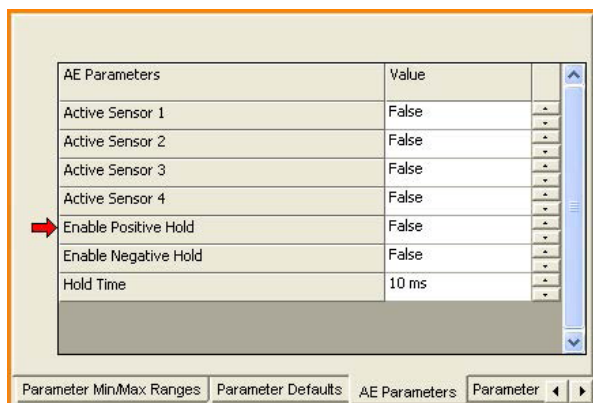 AE Parameters Value
Active Sensor 1 False
Active Sensor 2 False
Active Sensor 3 False
Active Sensor 4 False
Enable Positive Hold False
Enable Negative Hold False
Hold Time 10 ms
Parameter Min/Max Ranges Parameter Defaults AE Parameters Parameter